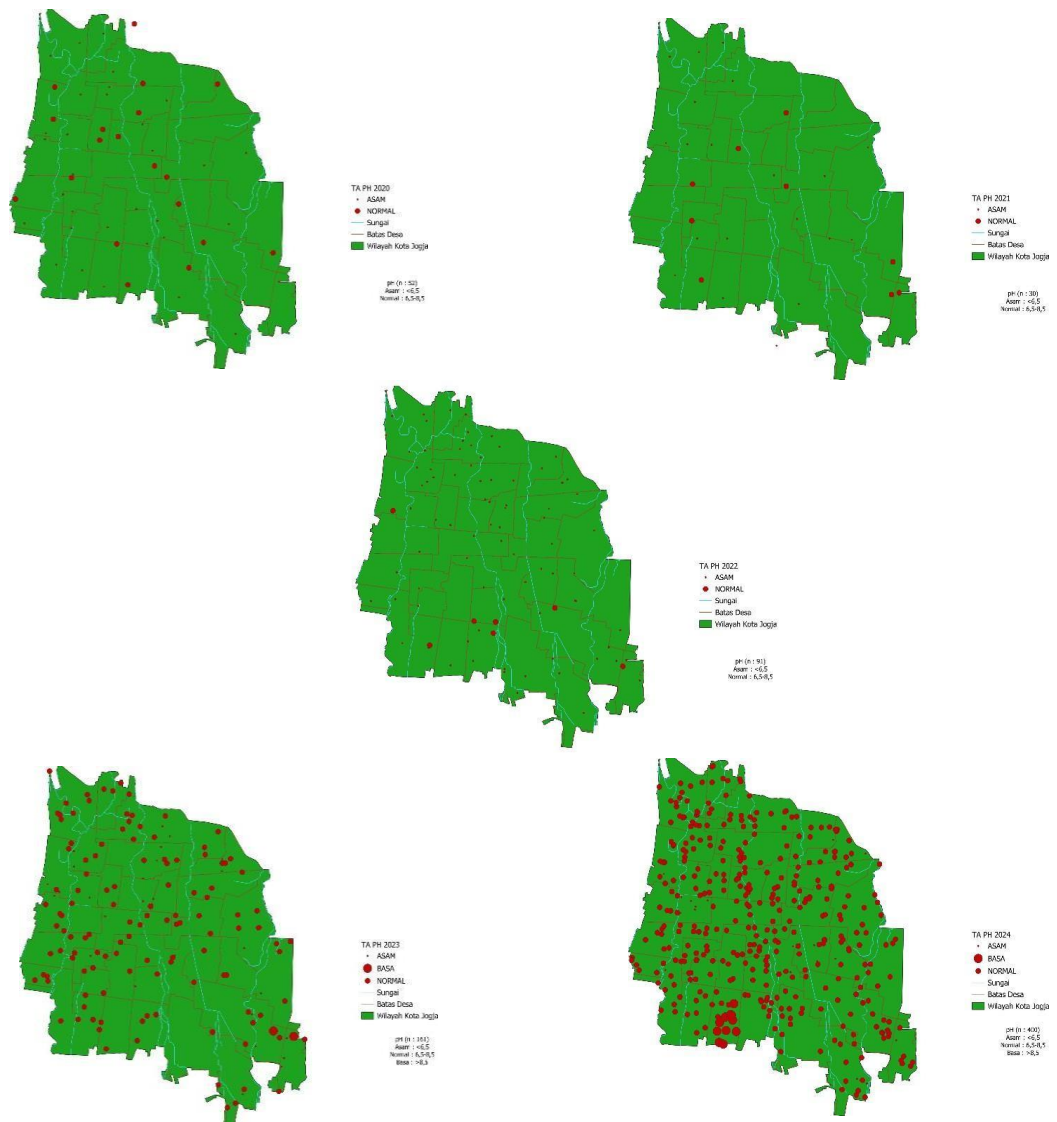 TA PH 2020
ASAM
NORMAL
Sungai
Batas Desa
Wilayah Kota Jogja
pH (n : 52)
Asam : <6,5
Normal : 6,5-8,5
TA PH 2021
ASAM
NORMAL
Sungai
Batas Desa
Wilayah Kota Jogja
pH (n : 30)
Asam : <6,5
Normal : 6,5-8,5
TA PH 2022
ASAM
NORMAL
Sungai
Batas Desa
Wilayah Kota Jogja
pH (n : 91)
Asam : <6,5
Normal : 6,5-8,5
TA PH 2023
ASAM
BASA
NORMAL
Sungai
Batas Desa
Wilayah Kota Jogja
pH (n : 161)
Asam : <6,5
Normal : 6,5-8,5
Basa : >8,5
TA PH 2024
ASAM
BASA
NORMAL
Sungai
Batas Desa
Wilayah Kota Jogja
pH (n : 400)
Asam : <6,5
Normal : 6,5-8,5
Basa : >8,5